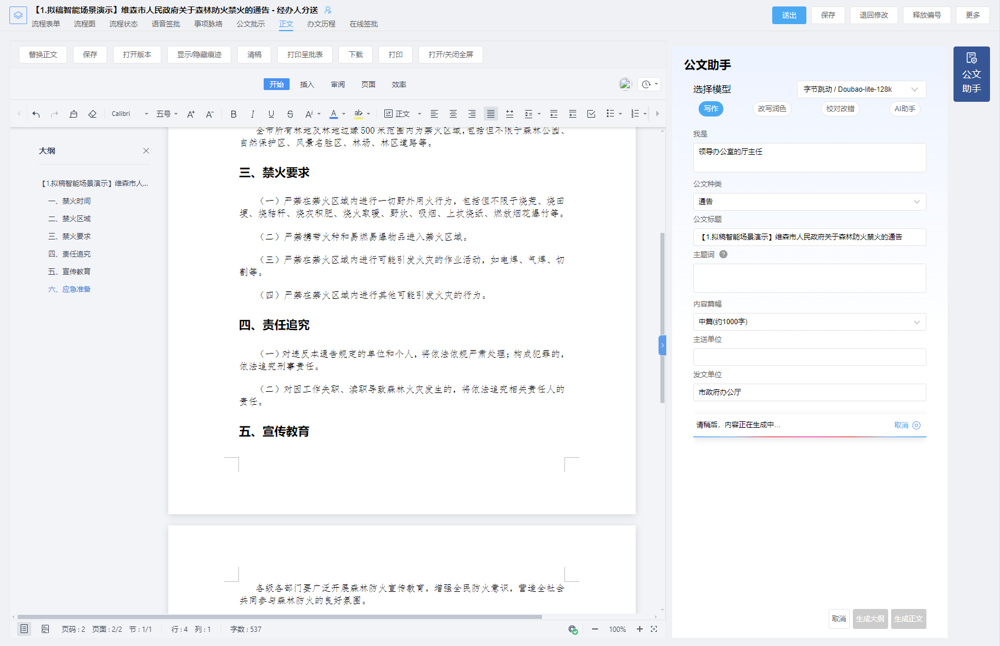 【1.拟稿智能场景演示】维森市人民政府关于森林防火禁火的通告 - 经办人分送
流程表单 流程图 流程状态 语音签批 事项脉络 公文批示 正文 办文历程 在线签批
送出 保存 退回修改 释放编号 更多
替换正文 保存 打开版本 显示/隐藏痕迹 清稿 打印呈批表 下载 打印 打开/关闭全屏
开始 插入 审阅 页面 效率
Calibri 五号 A+ A- B I U S A A ab 正文
大纲
【1.拟稿智能场景演示】维森市人...
一、禁火时间
二、禁火区域
三、禁火要求
四、责任追究
五、宣传教育
六、应急准备
全市所有林地及林地边缘 500 米范围内为禁火区域，包括但不限于森林公园、
自然保护区、风景名胜区、林场、林区道路等。
三、禁火要求
（一）严禁在禁火区域内进行一切野外用火行为，包括但不限于烧荒、烧田
埂、烧秸秆、烧灰积肥、烧火取暖、野炊、吸烟、上坟烧纸、燃放烟花爆竹等。
（二）严禁携带火种和易燃易爆物品进入禁火区域。
（三）严禁在禁火区域内进行可能引发火灾的作业活动，如电焊、气焊、切
割等。
（四）严禁在禁火区域内进行其他可能引发火灾的行为。
四、责任追究
（一）对违反本通告规定的单位和个人，将依法依规严肃处理；构成犯罪的，
依法追究刑事责任。
（二）对因工作失职、渎职导致森林火灾发生的，将依法追究相关责任人的
责任。
五、宣传教育
各级各部门要广泛开展森林防火宣传教育，增强全民防火意识，营造全社会
共同参与森林防火的良好氛围。
页码：2 页面：2/2 节：1/1 行：4 列：1 字数：537
100%
公文助手
选择模型
字节跳动 / Doubao-lite-128k
写作 改写润色 校对改错 AI助手
我是
领导办公室的厅主任
公文种类
通告
公文标题
【1.拟稿智能场景演示】维森市人民政府关于森林防火禁火的通告
主题词 ?
内容篇幅
中篇(约1000字)
主送单位
发文单位
市政府办公厅
请稍后，内容正在生成中...
取消
取消 生成大纲 生成正文
公文
助手